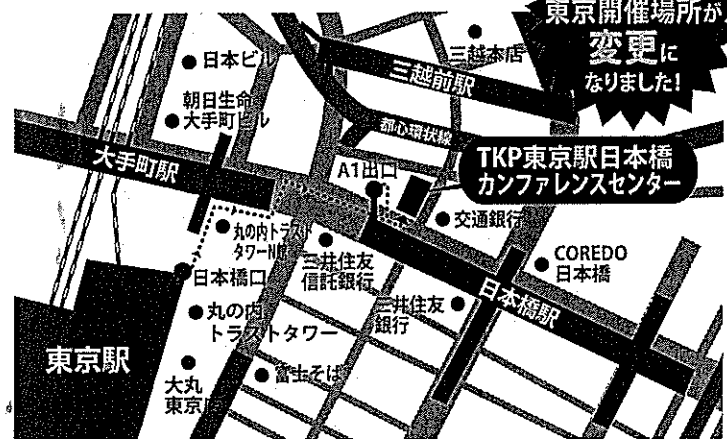 東京開催場所が
変更に
なりました!
日本ビル
三越本店
三越前駅
朝日生命
大手町ビル
都心環状線
大手町駅
A1出口
TKP東京駅日本橋
カンファレンスセンター
丸の内トラスト
タワーN館
三井住友
信託銀行
交通銀行
COREDO
日本橋
日本橋口
日本橋駅
三井住友
銀行
丸の内
トラストタワー
東京駅
富士そば
大丸
東京店